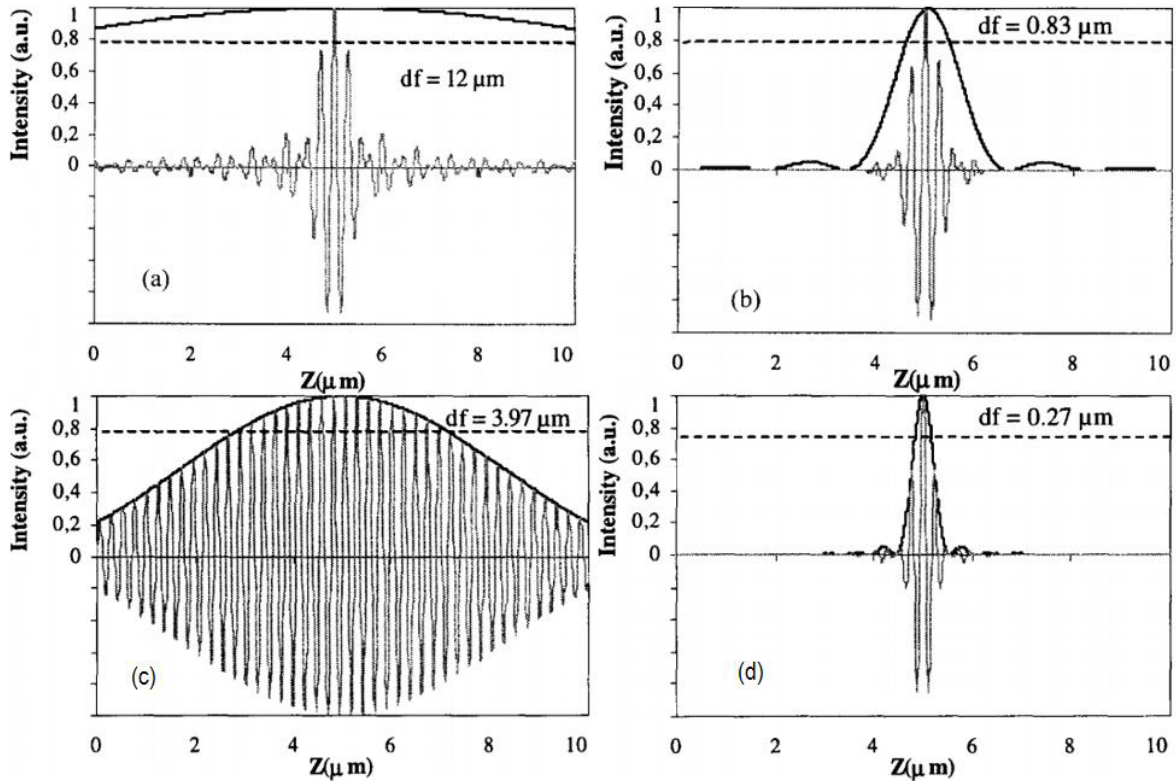 Intensity (a.u.)
1
0,8
0,6
0,4
0,2
0
df = 12 μm
(a)
0 2 4 6 8 10
Z(μ m)
Intensity (a.u.)
1
0,8
0,6
0,4
0,2
0
df = 0.83 μm
(b)
0 2 4 6 8 10
Z(μ m)
Intensity (a.u.)
1
0,8
0,6
0,4
0,2
0
df = 3.97 μm
(c)
0 2 4 6 8 10
Z(μ m)
Intensity (a.u.)
1
0,8
0,6
0,4
0,2
0
df = 0.27 μm
(d)
0 2 4 6 8 10
Z(μ m)